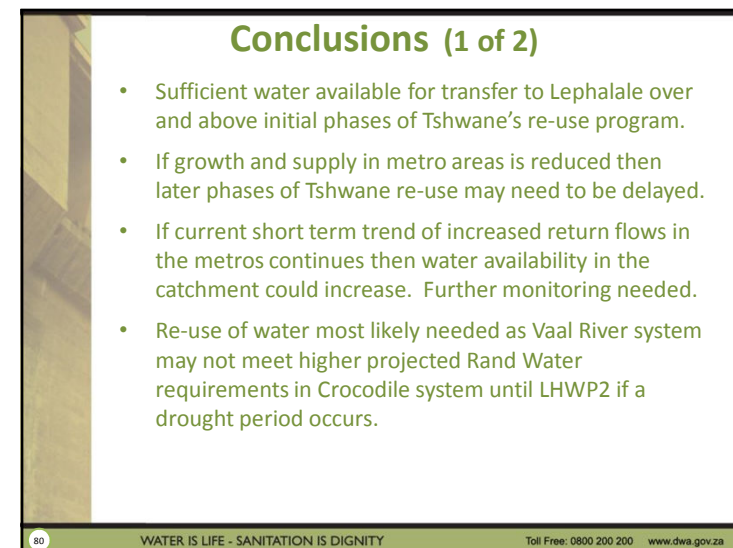 Conclusions (1 of 2)
• Sufficient water available for transfer to Lephalale over
and above initial phases of Tshwane's re-use program.
• If growth and supply in metro areas is reduced then
later phases of Tshwane re-use may need to be delayed.
• If current short term trend of increased return flows in
the metros continues then water availability in the
catchment could increase.  Further monitoring needed.
• Re-use of water most likely needed as Vaal River system
may not meet higher projected Rand Water
requirements in Crocodile system until LHWP2 if a
drought period occurs.
80 WATER IS LIFE - SANITATION IS DIGNITY Toll Free: 0800 200 200 www.dwa.gov.za